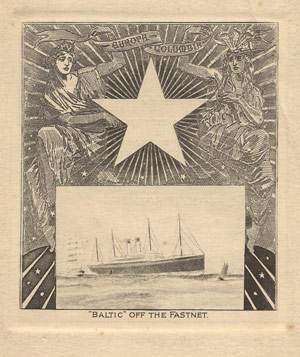 EUROPA
COLUMBIA
"BALTIC" OFF THE FASTNET.